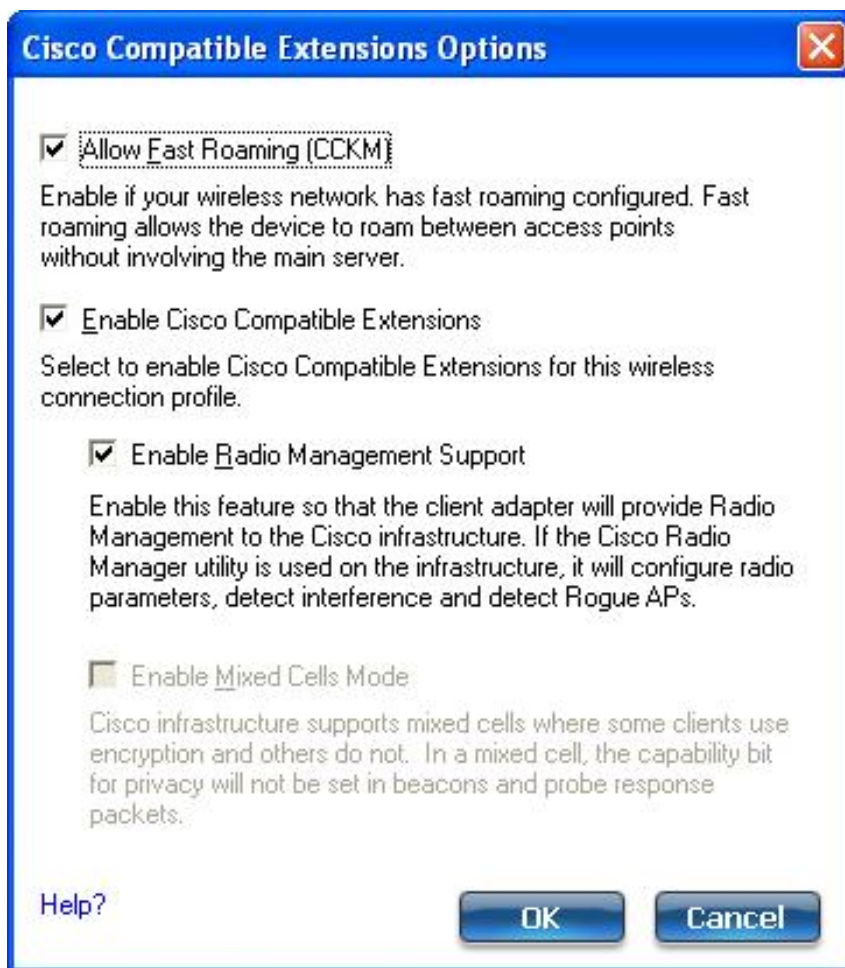 Cisco Compatible Extensions Options
Allow Fast Roaming (CCKM)
Enable if your wireless network has fast roaming configured. Fast
roaming allows the device to roam between access points
without involving the main server.
Enable Cisco Compatible Extensions
Select to enable Cisco Compatible Extensions for this wireless
connection profile.
Enable Radio Management Support
Enable this feature so that the client adapter will provide Radio
Management to the Cisco infrastructure. If the Cisco Radio
Manager utility is used on the infrastructure, it will configure radio
parameters, detect interference and detect Rogue APs.
Enable Mixed Cells Mode
Cisco infrastructure supports mixed cells where some clients use
encryption and others do not.  In a mixed cell, the capability bit
for privacy will not be set in beacons and probe response
packets.
Help?
OK
Cancel